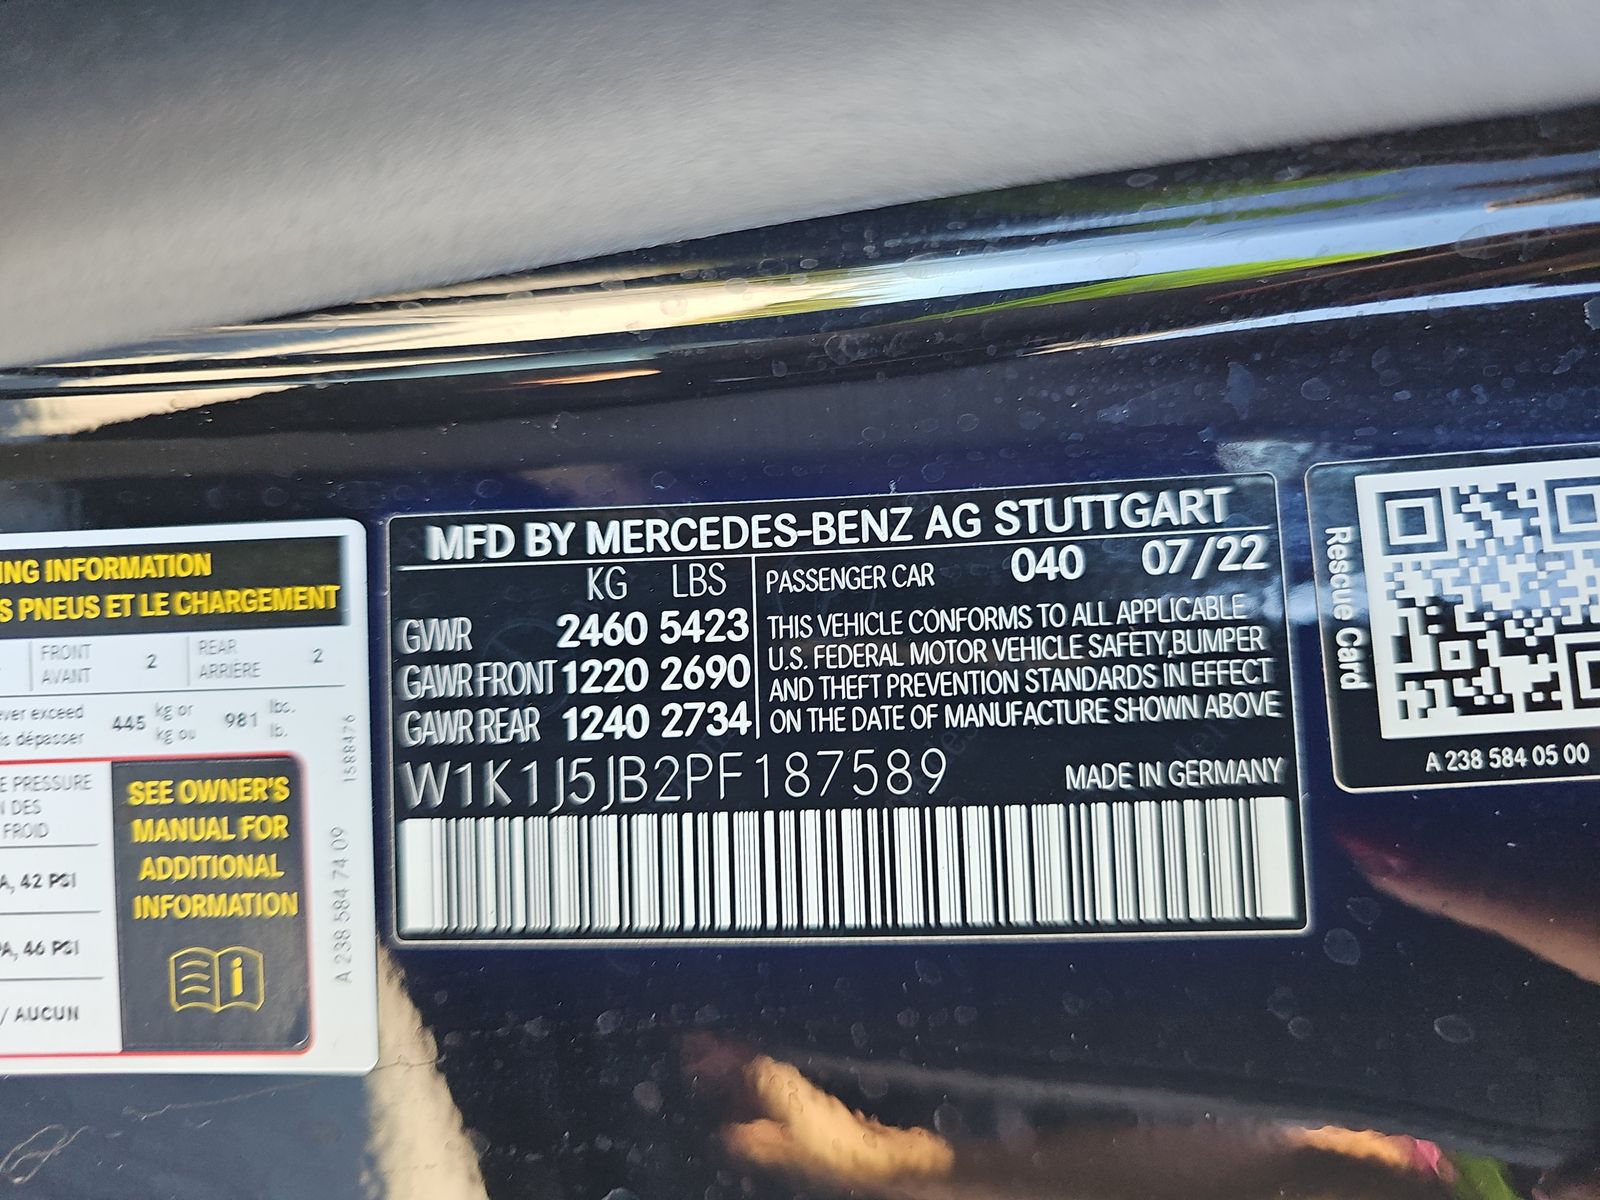 ING INFORMATION
S PNEUS ET LE CHARGEMENT
FRONT
AVANT
2
REAR
ARRIÈRE
2
ever exceed
is dépasser
445
kg or
kg ou
981
lbs.
lb.
E PRESSURE
N DES
FROID
A, 42 PSI
PA, 46 PSI
/ AUCUN
SEE OWNER'S
MANUAL FOR
ADDITIONAL
INFORMATION
A 238 584 74 09
1588476
MFD BY MERCEDES-BENZ AG STUTTGART
KG LBS
GVWR 2460 5423
GAWR FRONT 1220 2690
GAWR REAR 1240 2734
PASSENGER CAR 040 07/22
THIS VEHICLE CONFORMS TO ALL APPLICABLE
U.S. FEDERAL MOTOR VEHICLE SAFETY,BUMPER
AND THEFT PREVENTION STANDARDS IN EFFECT
ON THE DATE OF MANUFACTURE SHOWN ABOVE
W1K1J5JB2PF187589
MADE IN GERMANY
Rescue Card
A 238 584 05 00